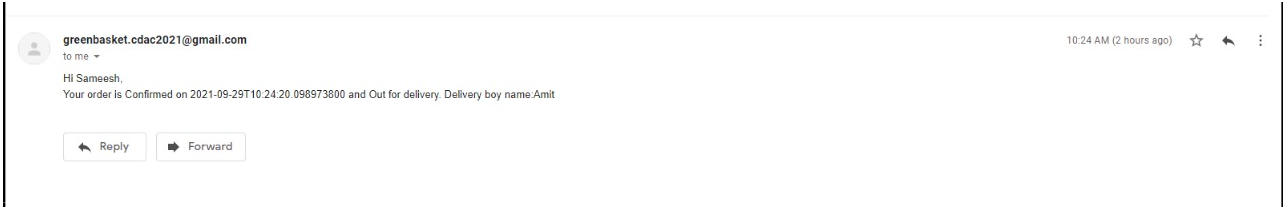 greenbasket.cdac2021@gmail.com
10:24 AM (2 hours ago)
to me
Hi Sameesh,
Your order is Confirmed on 2021-09-29T10:24:20.098973800 and Out for delivery. Delivery boy name:Amit
Reply
Forward